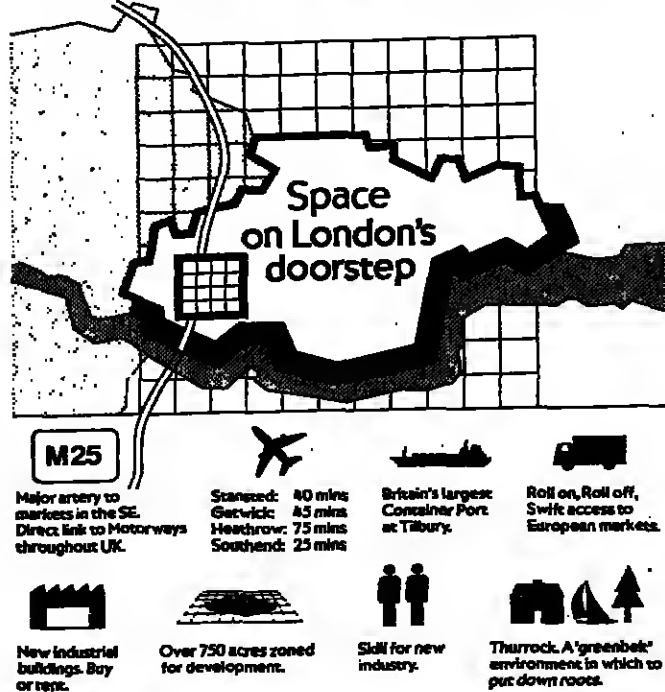 Space
on London's
doorstep
M25
Major artery to
markets in the SE.
Direct link to Motorways
throughout UK.
Stansted: 40 mins
Gatwick: 45 mins
Heathrow: 75 mins
Southend: 25 mins
Britain's largest
Container Port
at Tilbury.
Roll on, Roll off,
Swift access to
European markets.
New industrial
buildings. Buy
or rent.
Over 750 acres zoned
for development.
Skill for new
industry.
Thurrock. A 'greenbelt'
environment in which to
put down roots.